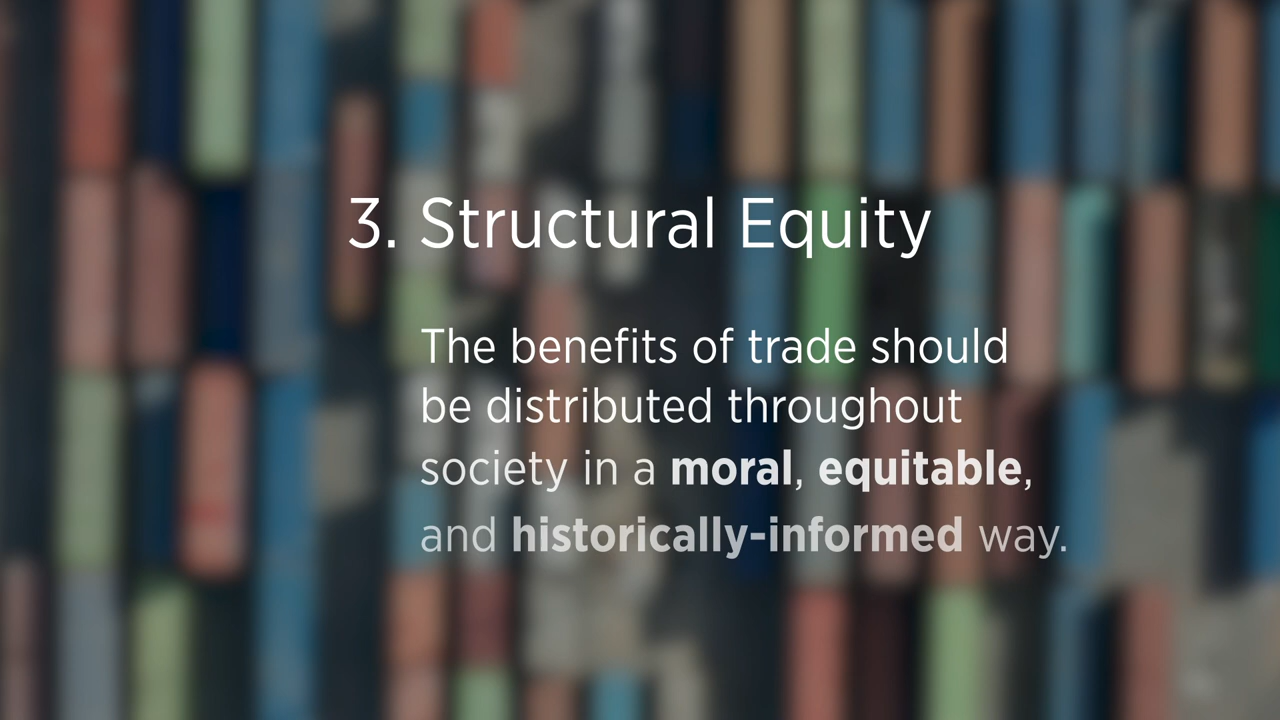 3. Structural Equity
The benefits of trade should
be distributed throughout
society in a moral, equitable,
and historically-informed way.